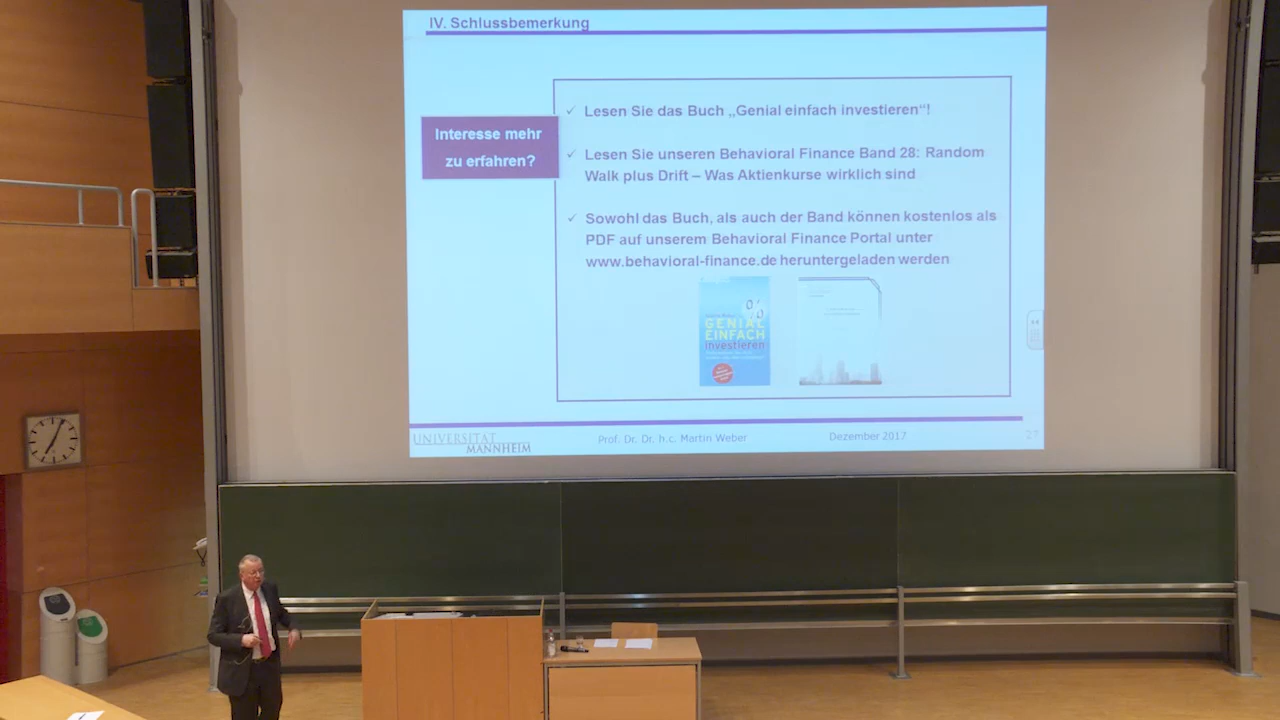 IV. Schlussbemerkung
Interesse mehr
zu erfahren?
✓ Lesen Sie das Buch „Genial einfach investieren“!
✓ Lesen Sie unseren Behavioral Finance Band 28: Random
Walk plus Drift – Was Aktienkurse wirklich sind
✓ Sowohl das Buch, als auch der Band können kostenlos als
PDF auf unserem Behavioral Finance Portal unter
www.behavioral-finance.de heruntergeladen werden
%
GENIAL
EINFACH
investieren
UNIVERSITÄT
MANNHEIM
Prof. Dr. Dr. h.c. Martin Weber
Dezember 2017
27